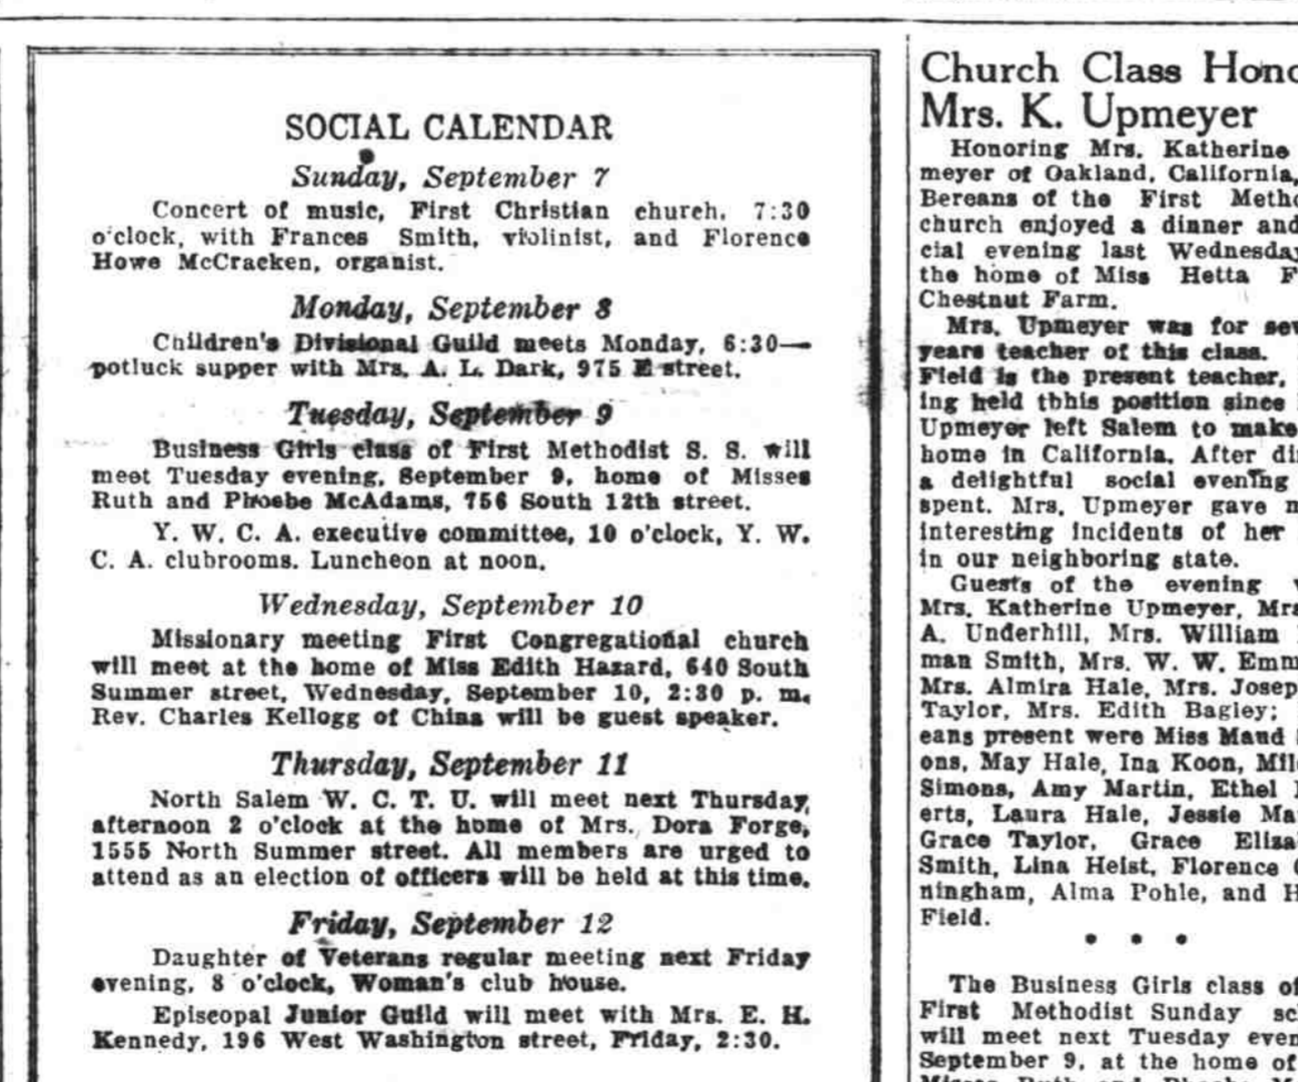 SOCIAL CALENDAR
Sunday, September 7
Concert of music, First Christian church, 7:30
o'clock, with Frances Smith, violinist, and Florence
Howe McCracken, organist.
Monday, September 8
Children's Divisional Guild meets Monday, 6:30—
potluck supper with Mrs. A. L. Dark, 975 E street.
Tuesday, September 9
Business Girls class of First Methodist S. S. will
meet Tuesday evening, September 9, home of Misses
Ruth and Phoebe McAdams, 756 South 12th street.
Y. W. C. A. executive committee, 10 o'clock, Y. W.
C. A. clubrooms. Luncheon at noon.
Wednesday, September 10
Missionary meeting First Congregational church
will meet at the home of Miss Edith Hazard, 640 South
Summer street, Wednesday, September 10, 2:30 p. m.
Rev. Charles Kellogg of China will be guest speaker.
Thursday, September 11
North Salem W. C. T. U. will meet next Thursday
afternoon 2 o'clock at the home of Mrs. Dora Forge,
1555 North Summer street. All members are urged to
attend as an election of officers will be held at this time.
Friday, September 12
Daughter of Veterans regular meeting next Friday
evening, 8 o'clock, Woman's club house.
Episcopal Junior Guild will meet with Mrs. E. H.
Kennedy, 196 West Washington street, Friday, 2:30.
Church Class Hono
Mrs. K. Upmeyer
Honoring Mrs. Katherine
meyer of Oakland, California,
Bereans of the First Metho
church enjoyed a dinner and
cial evening last Wednesday
the home of Miss Hetta F
Chestnut Farm.
Mrs. Upmeyer was for sev
years teacher of this class.
Field is the present teacher,
ing held tbhis position since
Upmeyer left Salem to make
home in California. After di
a delightful social evening
spent. Mrs. Upmeyer gave m
interesting incidents of her
in our neighboring state.
Guests of the evening
Mrs. Katherine Upmeyer, Mrs
A. Underhill, Mrs. William
man Smith, Mrs. W. W. Emm
Mrs. Almira Hale, Mrs. Josep
Taylor, Mrs. Edith Bagley;
eans present were Miss Maud
ons, May Hale, Ina Koon, Mil
Simons, Amy Martin, Ethel
erts, Laura Hale, Jessie Ma
Grace Taylor, Grace Eliza
Smith, Lina Heist, Florence
ningham, Alma Pohle, and H
Field.
• • •
The Business Girls class of
First Methodist Sunday sc
will meet next Tuesday even
September 9, at the home of